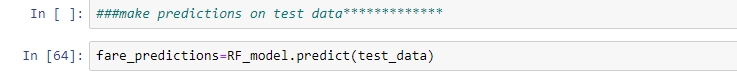 In [ ]: ###make predictions on test data*************
In [64]: fare_predictions=RF_model.predict(test_data)